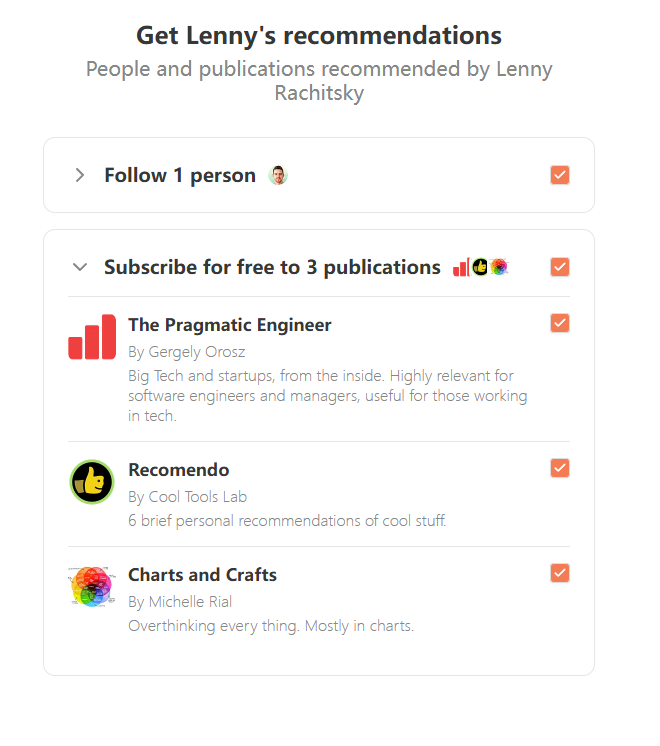 Get Lenny's recommendations
People and publications recommended by Lenny
Rachitsky
Follow 1 person
Subscribe for free to 3 publications
The Pragmatic Engineer
By Gergely Orosz
Big Tech and startups, from the inside. Highly relevant for
software engineers and managers, useful for those working
in tech.
Recomendo
By Cool Tools Lab
6 brief personal recommendations of cool stuff.
Charts and Crafts
By Michelle Rial
Overthinking every thing. Mostly in charts.